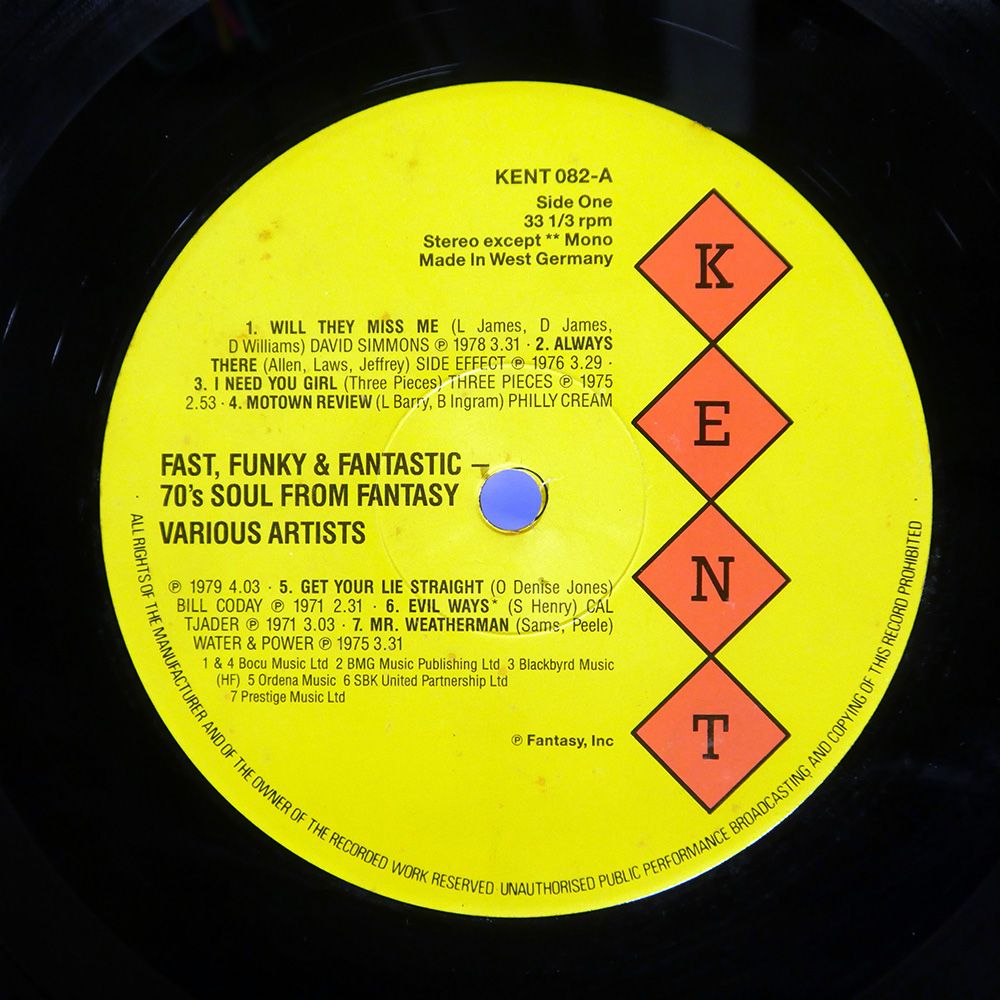 KENT 082-A
Side One
33 1/3 rpm
Stereo except ** Mono
Made In West Germany
1. WILL THEY MISS ME (L James, D James,
D Williams) DAVID SIMMONS ℗ 1978 3.31 · 2. ALWAYS
THERE (Allen, Laws, Jeffrey) SIDE EFFECT ℗ 1976 3.29 ·
3. I NEED YOU GIRL (Three Pieces) THREE PIECES ℗ 1975
2.53 · 4. MOTOWN REVIEW (L Barry, B Ingram) PHILLY CREAM
FAST, FUNKY & FANTASTIC –
70's SOUL FROM FANTASY
VARIOUS ARTISTS
℗ 1979 4.03 · 5. GET YOUR LIE STRAIGHT (O Denise Jones)
BILL CODAY ℗ 1971 2.31 · 6. EVIL WAYS* (S Henry) CAL
TJADER ℗ 1971 3.03 · 7. MR. WEATHERMAN (Sams, Peele)
WATER & POWER ℗ 1975 3.31
1 & 4 Bocu Music Ltd 2 BMG Music Publishing Ltd 3 Blackbyrd Music
(HF) 5 Ordena Music 6 SBK United Partnership Ltd
7 Prestige Music Ltd
℗ Fantasy, Inc
K
E
N
T
ALL RIGHTS OF THE MANUFACTURER AND OF THE OWNER OF THE RECORDED WORK RESERVED UNAUTHORISED PUBLIC PERFORMANCE BROADCASTING AND COPYING OF THIS RECORD PROHIBITED